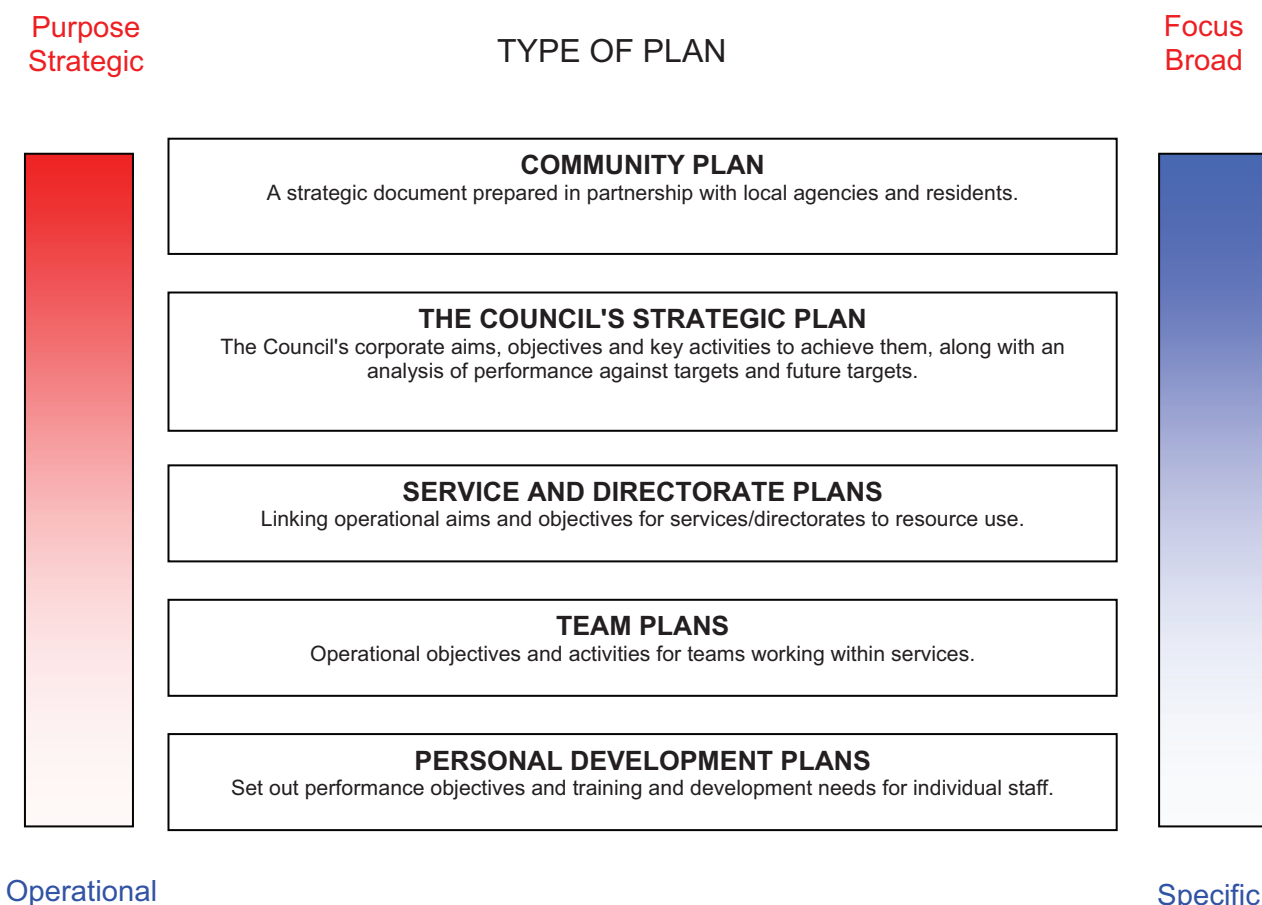 Purpose
Strategic
TYPE OF PLAN
Focus
Broad
COMMUNITY PLAN
A strategic document prepared in partnership with local agencies and residents.
THE COUNCIL'S STRATEGIC PLAN
The Council's corporate aims, objectives and key activities to achieve them, along with an
analysis of performance against targets and future targets.
SERVICE AND DIRECTORATE PLANS
Linking operational aims and objectives for services/directorates to resource use.
TEAM PLANS
Operational objectives and activities for teams working within services.
PERSONAL DEVELOPMENT PLANS
Set out performance objectives and training and development needs for individual staff.
Operational
Specific